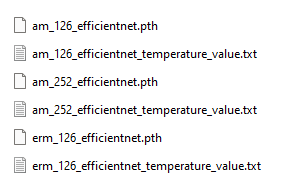 am_126_efficientnet.pth
am_126_efficientnet_temperature_value.txt
am_252_efficientnet.pth
am_252_efficientnet_temperature_value.txt
erm_126_efficientnet.pth
erm_126_efficientnet_temperature_value.txt